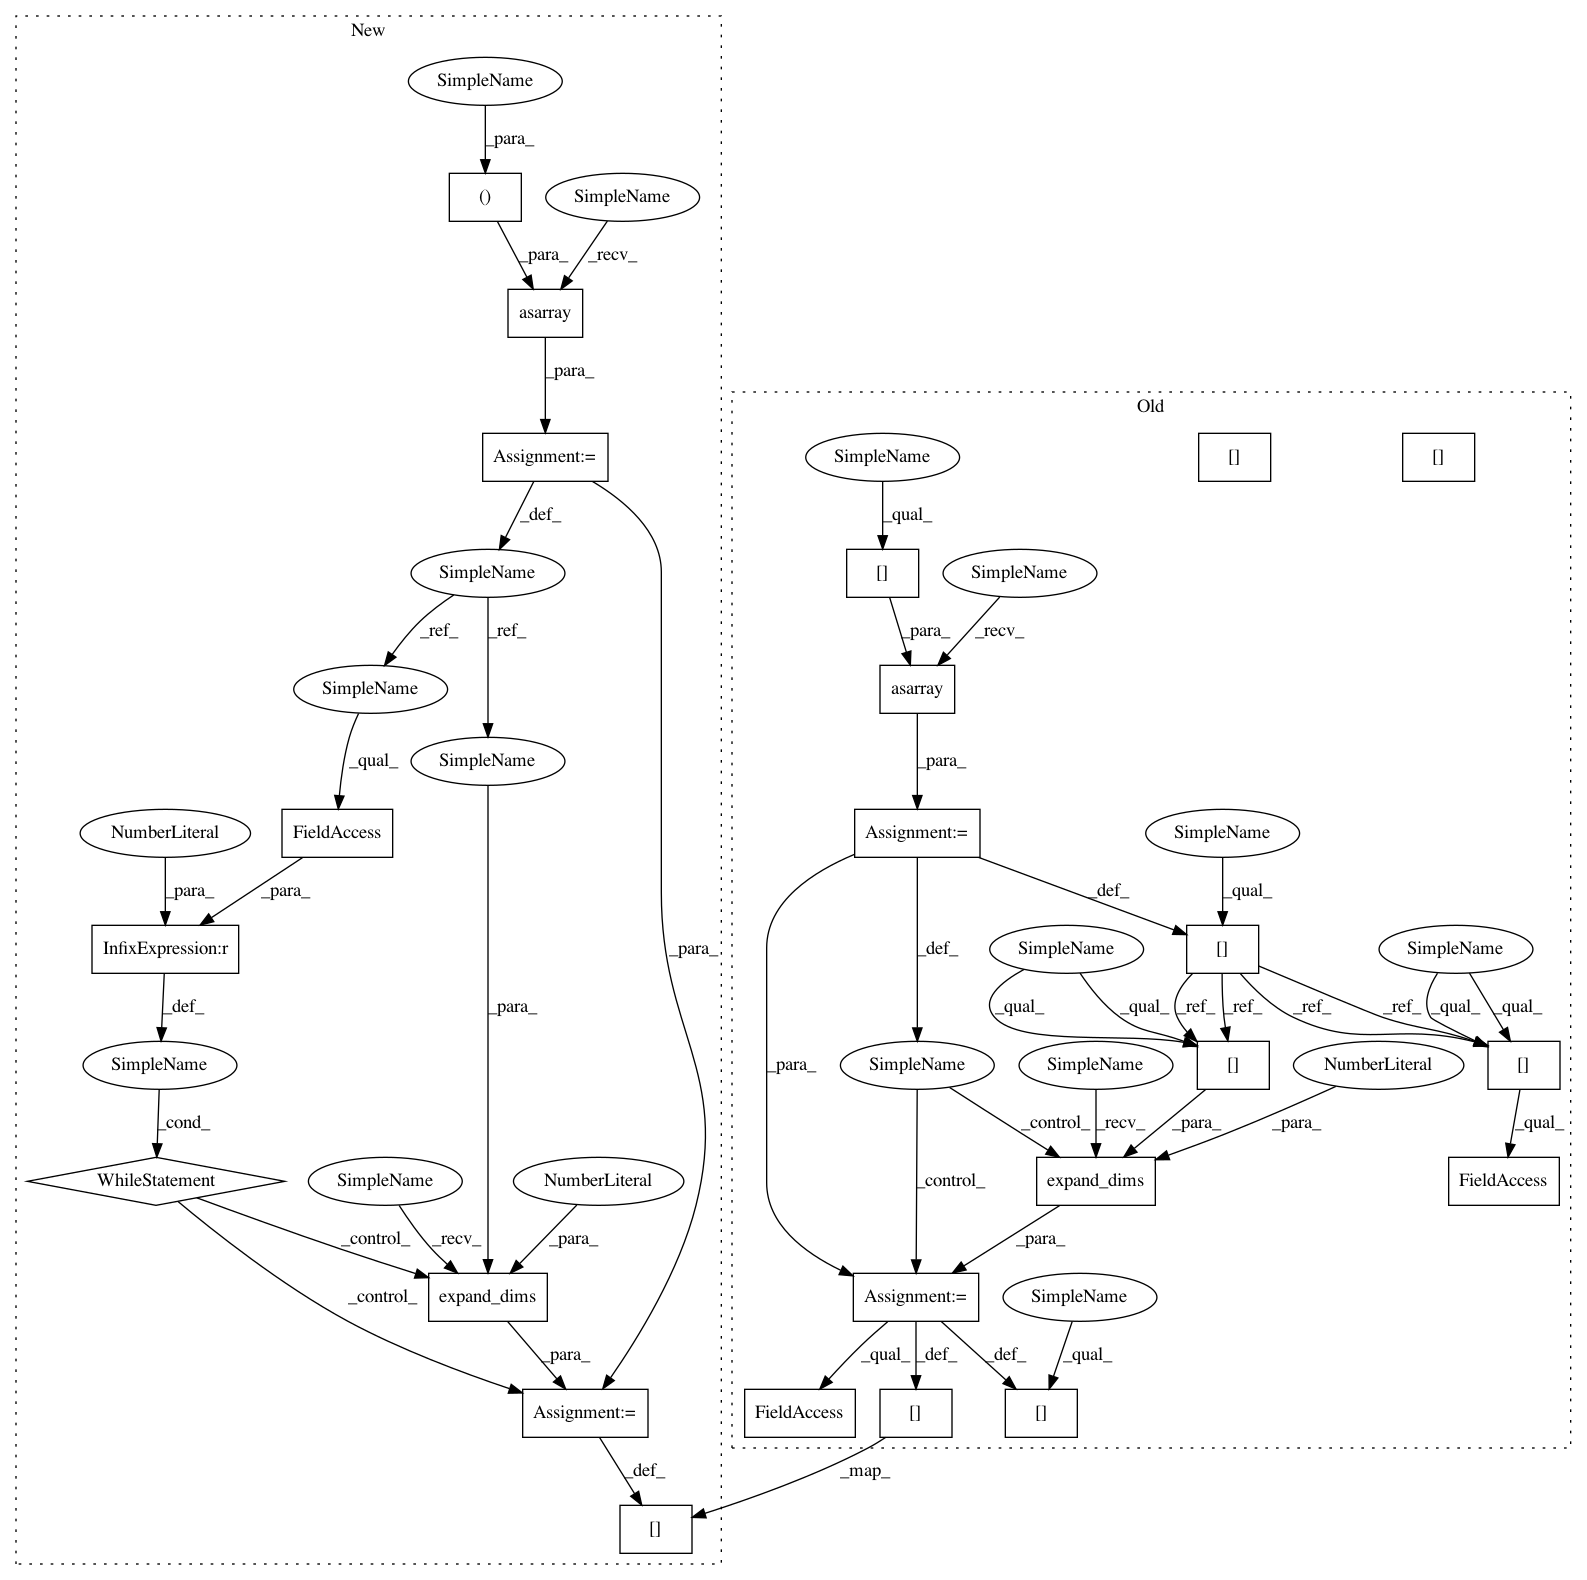 New
SimpleName
_para_
()
SimpleName
_para_
_recv_
asarray
_para_
Assignment:=
_def_
SimpleName
_ref_
_ref_
SimpleName
_qual_
SimpleName
NumberLiteral
FieldAccess
_para_
_para_
InfixExpression:r
_para_
_def_
_para_
SimpleName
_cond_
WhileStatement
SimpleName
NumberLiteral
_control_
_recv_
_para_
_control_
expand_dims
_para_
Assignment:=
_def_
[]
Old
SimpleName
[]
[]
_qual_
[]
SimpleName
_para_
_recv_
asarray
_para_
Assignment:=
SimpleName
_def_
_qual_
_def_
SimpleName
[]
SimpleName
_qual_
_qual_
_ref_
_ref_
_ref_
_ref_
_qual_
_qual_
_para_
SimpleName
SimpleName
[]
NumberLiteral
[]
_control_
_recv_
_para_
_para_
_qual_
_control_
expand_dims
FieldAccess
_para_
Assignment:=
SimpleName
_qual_
_def_
_def_
_qual_
FieldAccess
[]
[]
_map_